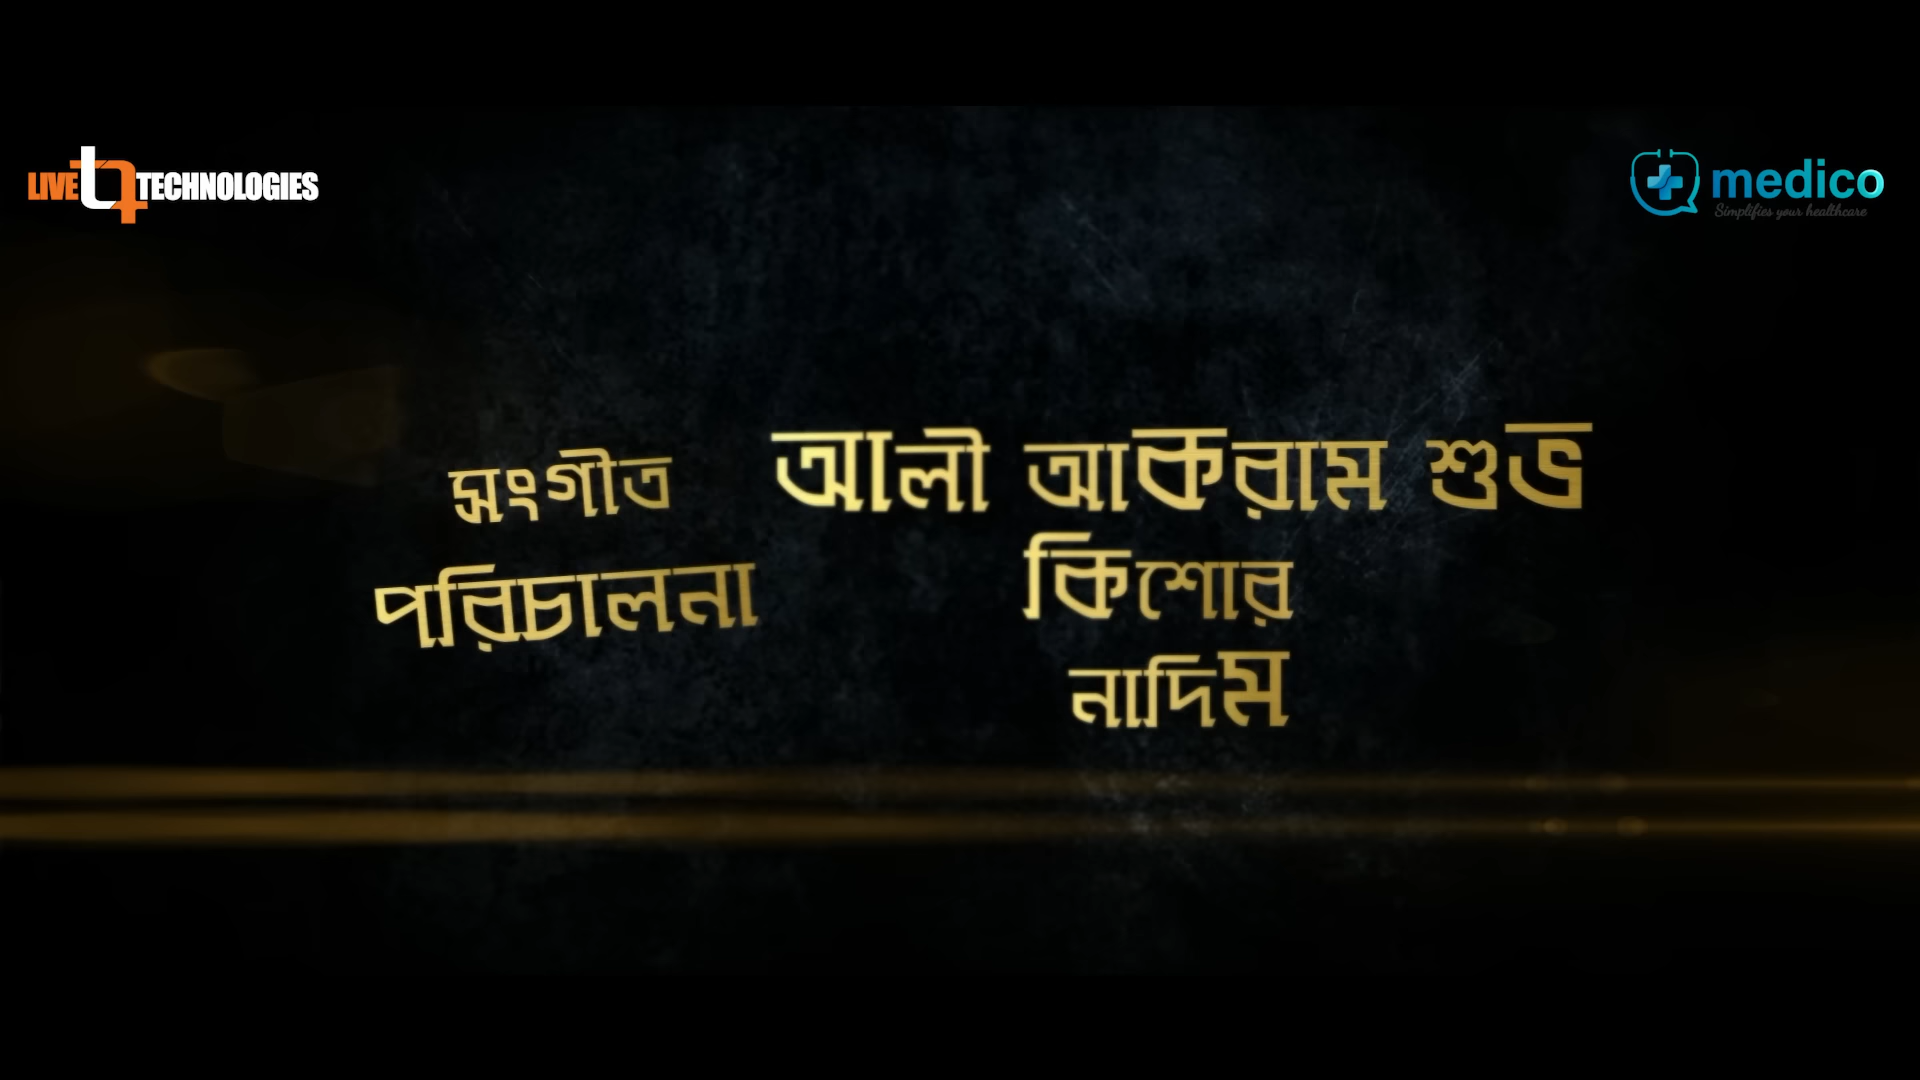 LIVE TECHNOLOGIES
medico
Simplifies your healthcare
সংগীত
পরিচালনা
আলী আকরাম শুভ
কিশোর
নাদিম